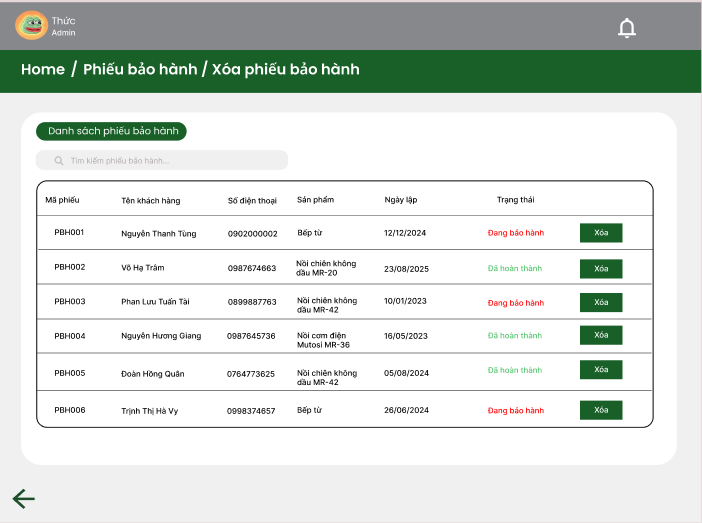 Thức
Admin
Home / Phiếu bảo hành / Xóa phiếu bảo hành
Danh sách phiếu bảo hành
Tìm kiếm phiếu bảo hành...
Mã phiếu Tên khách hàng Số điện thoại Sản phẩm Ngày lập Trạng thái
PBH001 Nguyễn Thanh Tùng 0902000002 Bếp từ 12/12/2024 Đang bảo hành Xóa
PBH002 Võ Hạ Trâm 0987674663 Nồi chiên không dầu MR-20 23/08/2025 Đã hoàn thành Xóa
PBH003 Phan Lưu Tuấn Tài 0899887763 Nồi chiên không dầu MR-42 10/01/2023 Đang bảo hành Xóa
PBH004 Nguyễn Hương Giang 0987645736 Nồi cơm điện Mutosi MR-36 16/05/2023 Đã hoàn thành Xóa
PBH005 Đoàn Hồng Quân 0764773625 Nồi chiên không dầu MR-42 05/08/2024 Đã hoàn thành Xóa
PBH006 Trịnh Thị Hà Vy 0998374657 Bếp từ 26/06/2024 Đang bảo hành Xóa